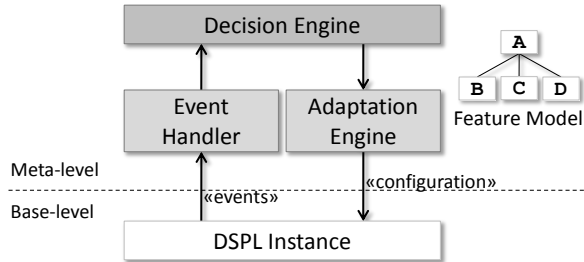 Decision Engine
A
B C D
Feature Model
Event
Handler
Adaptation
Engine
Meta-level
«events»
«configuration»
Base-level
DSPL Instance